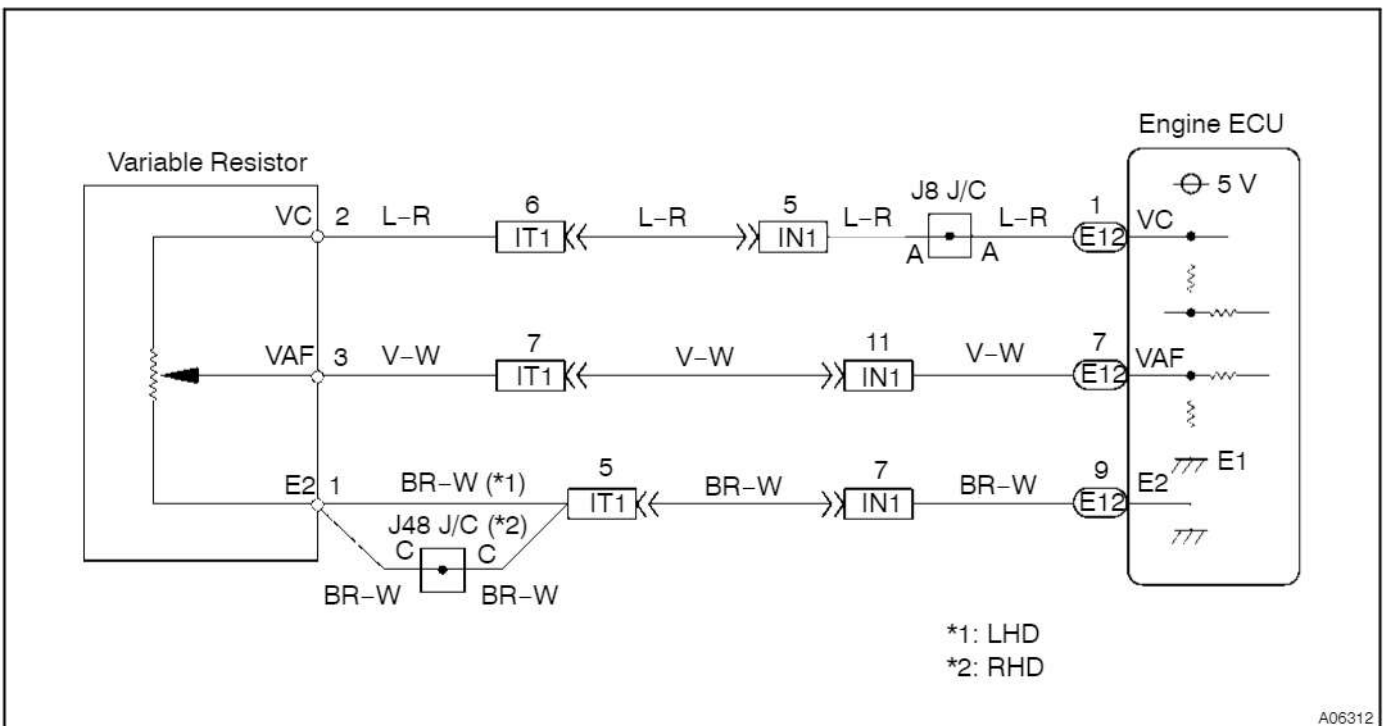 Engine ECU
Variable Resistor
5 V
VC 2 L-R 6 IT1 L-R 5 IN1 L-R J8 J/C A A L-R 1 E12 VC
VAF 3 V-W 7 IT1 V-W 11 IN1 V-W 7 E12 VAF
E1
E2 1 BR-W (*1) 5 IT1 BR-W 7 IN1 BR-W 9 E12 E2
J48 J/C (*2)
C C
BR-W BR-W
*1: LHD
*2: RHD
A06312